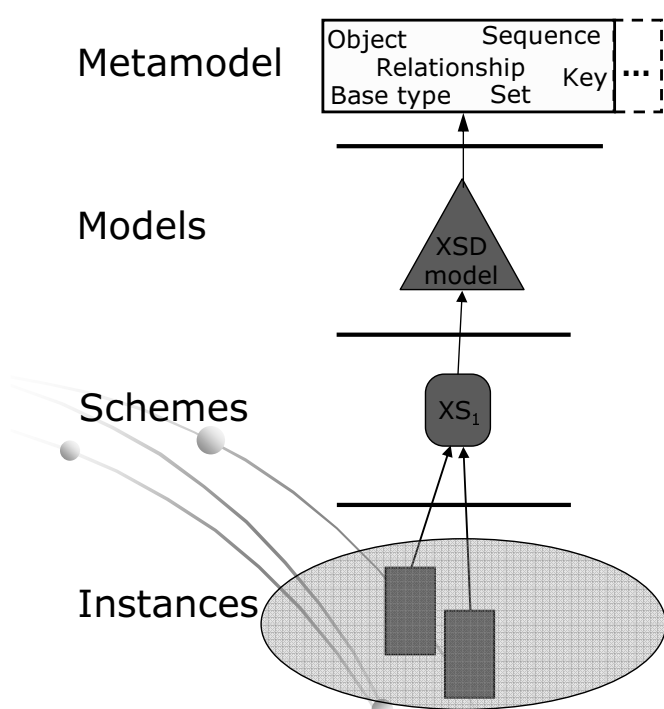 Metamodel
Object Sequence
Relationship
Base type Set Key
...
Models
XSD
model
Schemes
XS1
Instances